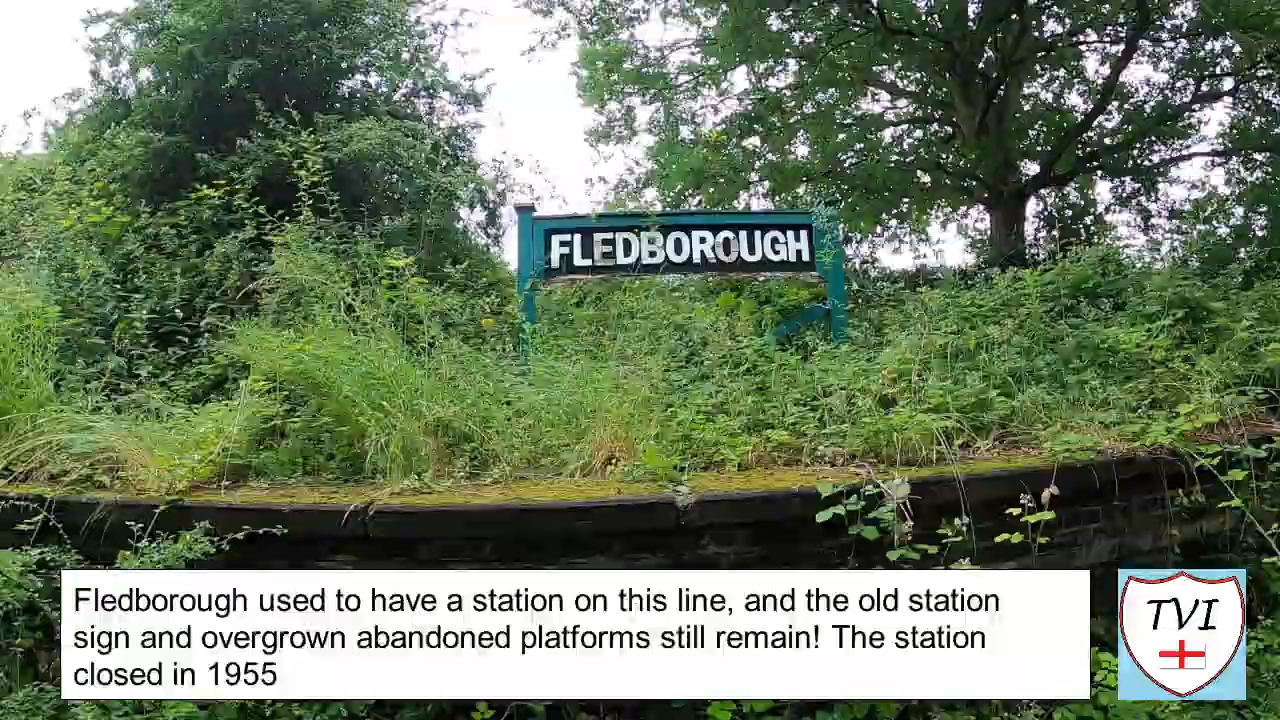 FLEDBOROUGH
Fledborough used to have a station on this line, and the old station
sign and overgrown abandoned platforms still remain! The station
closed in 1955
TVI